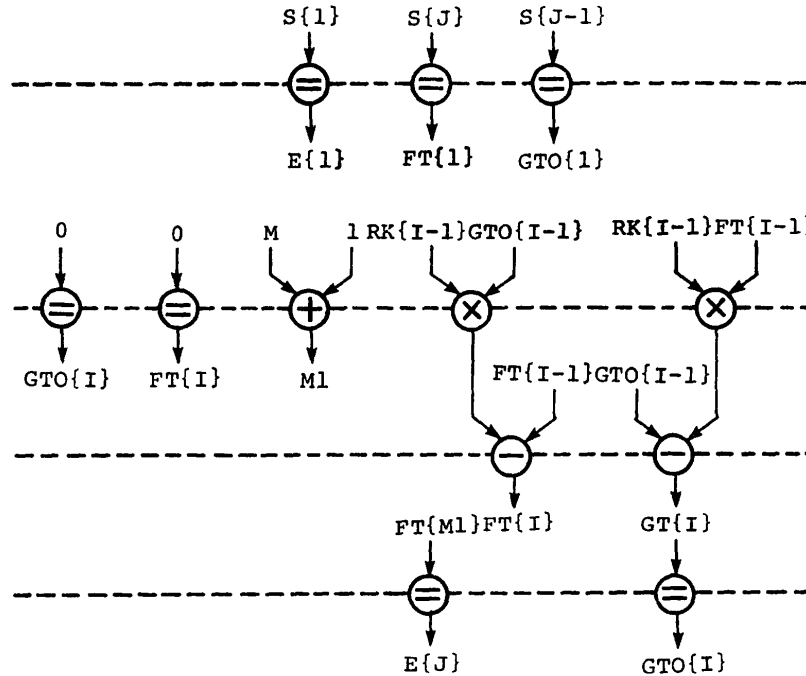 S{1} S{J} S{J-1}
= = =
E{1} FT{1} GTO{1}
0 0 M 1 RK{I-1}GTO{I-1} RK{I-1}FT{I-1}
= = + × ×
GTO{I} FT{I} M1
FT{I-1}GTO{I-1}
− −
FT{M1}FT{I} GT{I}
= =
E{J} GTO{I}